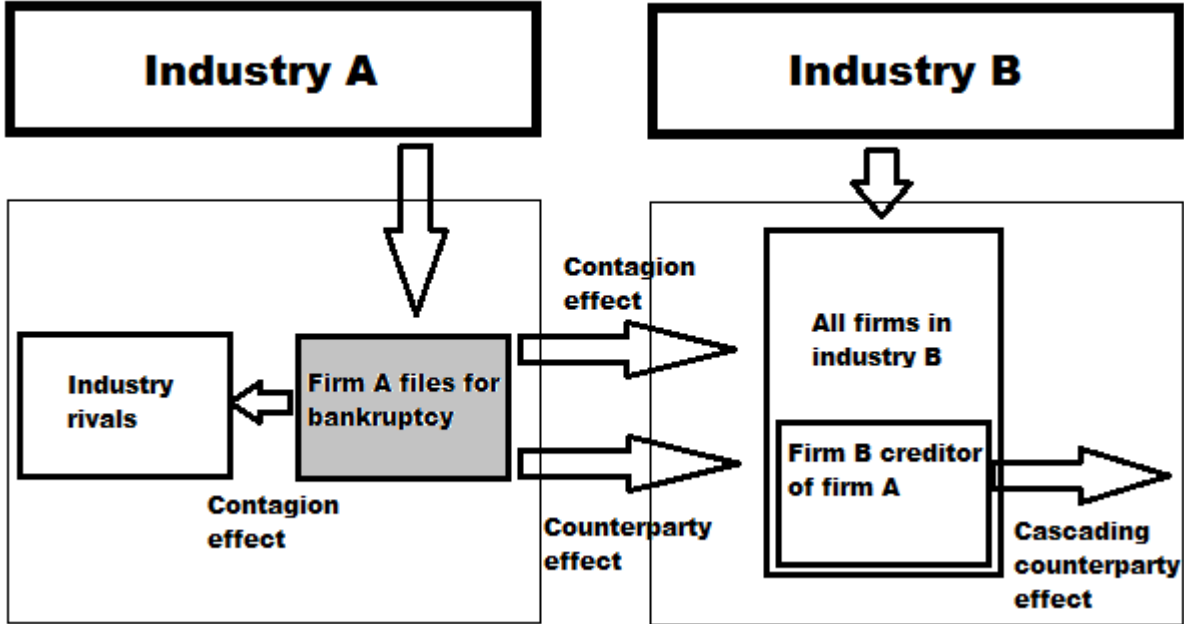 Industry A
Industry B
Contagion
effect
All firms in
industry B
Industry
rivals
Firm A files for
bankruptcy
Firm B creditor
of firm A
Contagion
effect
Counterparty
effect
Cascading
counterparty
effect